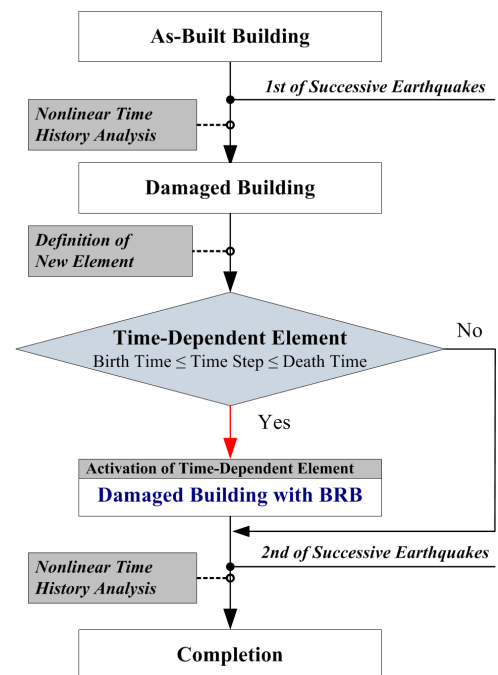 As-Built Building
1st of Successive Earthquakes
Nonlinear Time
History Analysis
Damaged Building
Definition of
New Element
Time-Dependent Element
Birth Time ≤ Time Step ≤ Death Time
No
Yes
Activation of Time-Dependent Element
Damaged Building with BRB
2nd of Successive Earthquakes
Nonlinear Time
History Analysis
Completion